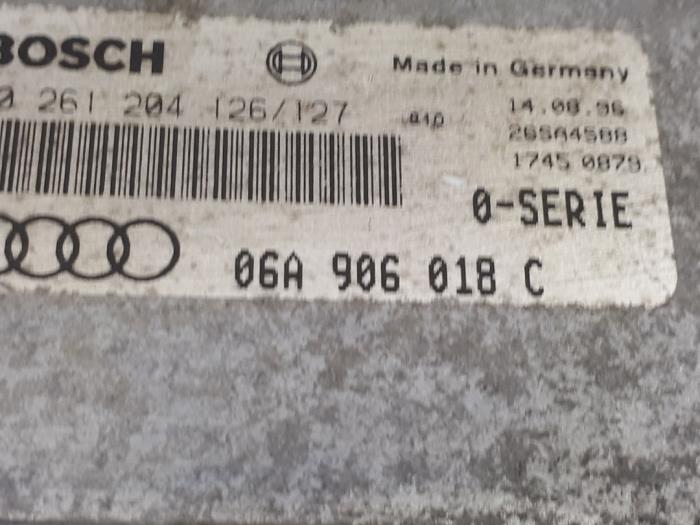 BOSCH
Made in Germany
0 261 204 126/127
14.08.96
26SA4588
1745 0879
0-SERIE
06A 906 018 C